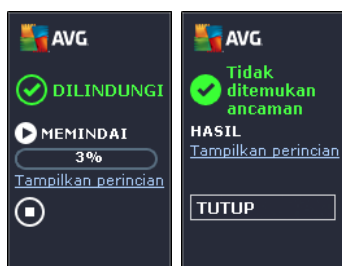 AVG
DILINDUNGI
MEMINDAI
3%
Tampilkan perincian
AVG
Tidak
ditemukan
ancaman
HASIL
Tampilkan perincian
TUTUP